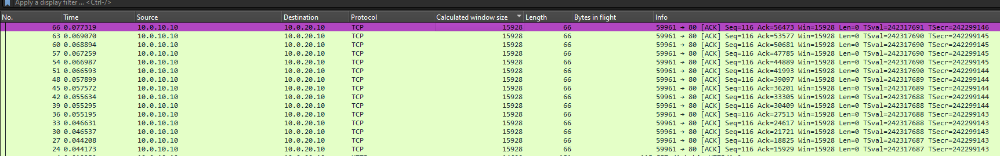 Apply a display filter ... <Ctrl-/>
No. Time Source Destination Protocol Calculated window size Length Bytes in flight Info
66 0.077319 10.0.10.10 10.0.20.10 TCP 15928 66 59961 → 80 [ACK] Seq=116 Ack=56473 Win=15928 Len=0 TSval=242317691 TSecr=242299146
63 0.069070 10.0.10.10 10.0.20.10 TCP 15928 66 59961 → 80 [ACK] Seq=116 Ack=53577 Win=15928 Len=0 TSval=242317690 TSecr=242299145
60 0.068894 10.0.10.10 10.0.20.10 TCP 15928 66 59961 → 80 [ACK] Seq=116 Ack=50681 Win=15928 Len=0 TSval=242317690 TSecr=242299145
57 0.067259 10.0.10.10 10.0.20.10 TCP 15928 66 59961 → 80 [ACK] Seq=116 Ack=47785 Win=15928 Len=0 TSval=242317690 TSecr=242299145
54 0.066987 10.0.10.10 10.0.20.10 TCP 15928 66 59961 → 80 [ACK] Seq=116 Ack=44889 Win=15928 Len=0 TSval=242317690 TSecr=242299145
51 0.066593 10.0.10.10 10.0.20.10 TCP 15928 66 59961 → 80 [ACK] Seq=116 Ack=41993 Win=15928 Len=0 TSval=242317690 TSecr=242299144
48 0.057899 10.0.10.10 10.0.20.10 TCP 15928 66 59961 → 80 [ACK] Seq=116 Ack=39097 Win=15928 Len=0 TSval=242317689 TSecr=242299144
45 0.057572 10.0.10.10 10.0.20.10 TCP 15928 66 59961 → 80 [ACK] Seq=116 Ack=36201 Win=15928 Len=0 TSval=242317689 TSecr=242299144
42 0.055634 10.0.10.10 10.0.20.10 TCP 15928 66 59961 → 80 [ACK] Seq=116 Ack=33305 Win=15928 Len=0 TSval=242317688 TSecr=242299144
39 0.055295 10.0.10.10 10.0.20.10 TCP 15928 66 59961 → 80 [ACK] Seq=116 Ack=30409 Win=15928 Len=0 TSval=242317688 TSecr=242299144
36 0.055195 10.0.10.10 10.0.20.10 TCP 15928 66 59961 → 80 [ACK] Seq=116 Ack=27513 Win=15928 Len=0 TSval=242317688 TSecr=242299143
33 0.046631 10.0.10.10 10.0.20.10 TCP 15928 66 59961 → 80 [ACK] Seq=116 Ack=24617 Win=15928 Len=0 TSval=242317688 TSecr=242299143
30 0.046537 10.0.10.10 10.0.20.10 TCP 15928 66 59961 → 80 [ACK] Seq=116 Ack=21721 Win=15928 Len=0 TSval=242317688 TSecr=242299143
27 0.044208 10.0.10.10 10.0.20.10 TCP 15928 66 59961 → 80 [ACK] Seq=116 Ack=18825 Win=15928 Len=0 TSval=242317687 TSecr=242299143
24 0.044173 10.0.10.10 10.0.20.10 TCP 15928 66 59961 → 80 [ACK] Seq=116 Ack=15929 Win=15928 Len=0 TSval=242317687 TSecr=242299143